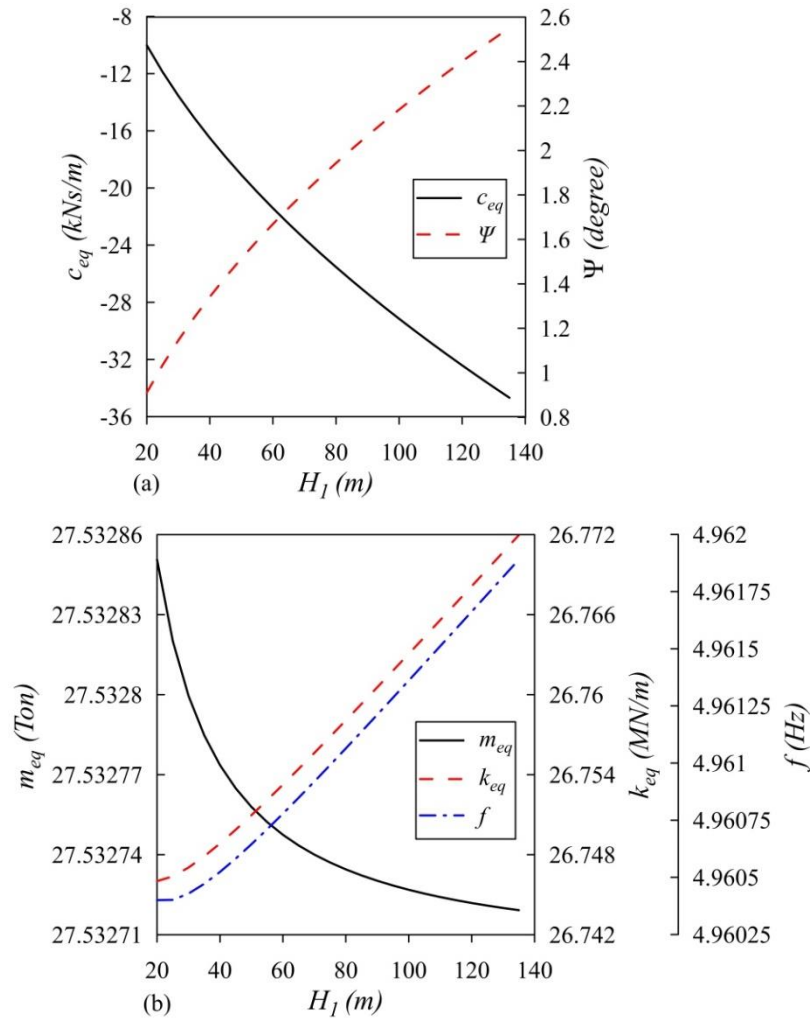 -8
-12
-16
-20
-24
-28
-32
-36
c_eq (kNs/m)
2.6
2.4
2.2
2
1.8
1.6
1.4
1.2
1
0.8
Ψ (degree)
c_eq
Ψ
20 40 60 80 100 120 140
(a)
H_1 (m)
27.53286
27.53283
27.5328
27.53277
27.53274
27.53271
m_eq (Ton)
26.772
26.766
26.76
26.754
26.748
26.742
k_eq (MN/m)
4.962
4.96175
4.9615
4.96125
4.961
4.96075
4.9605
4.96025
f (Hz)
m_eq
k_eq
f
20 40 60 80 100 120 140
(b)
H_1 (m)